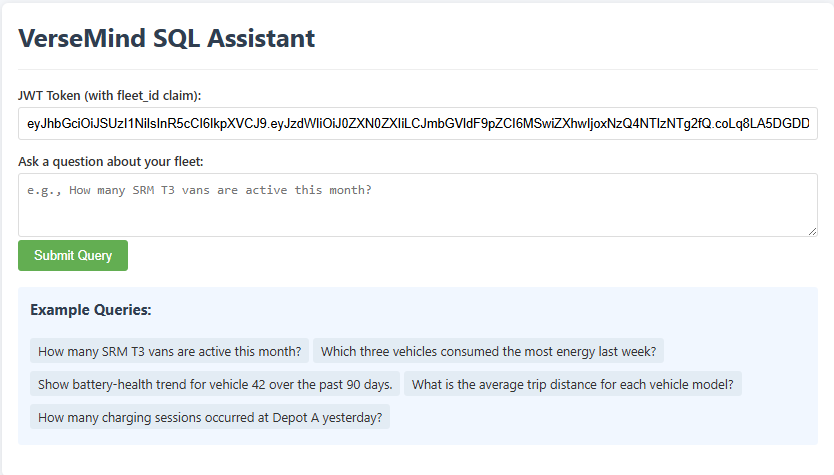 VerseMind SQL Assistant
JWT Token (with fleet_id claim):
eyJhbGciOiJSUzI1NiIsInR5cCI6IkpXVCJ9.eyJzdWIiOiJ0ZXN0ZXIiLCJmbGVldF9pZCI6MSwiZXhwIjoxNzQ4NTIzNTg2fQ.coLq8LA5DGDD
Ask a question about your fleet:
e.g., How many SRM T3 vans are active this month?
Submit Query
Example Queries:
How many SRM T3 vans are active this month? Which three vehicles consumed the most energy last week?
Show battery-health trend for vehicle 42 over the past 90 days. What is the average trip distance for each vehicle model?
How many charging sessions occurred at Depot A yesterday?